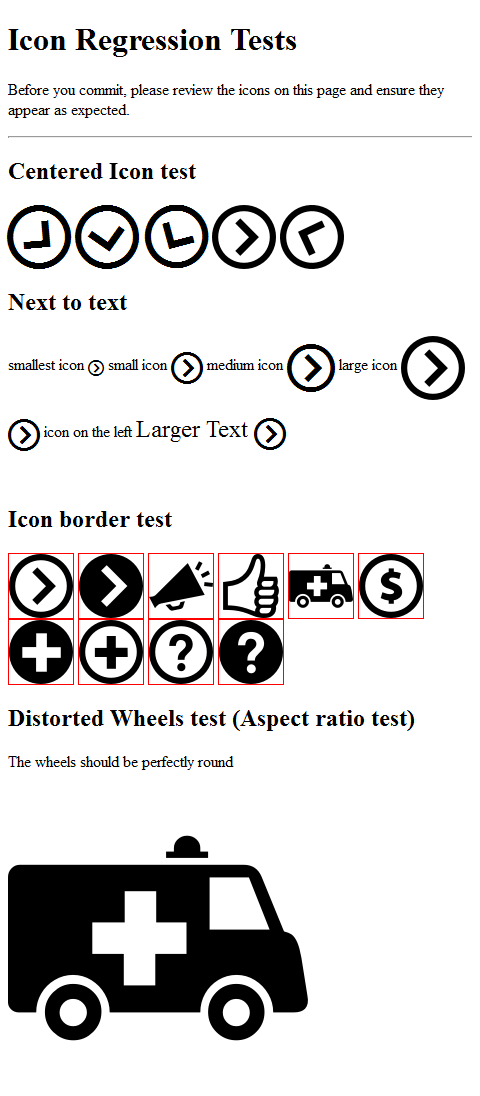 Icon Regression Tests
Before you commit, please review the icons on this page and ensure they
appear as expected.
Centered Icon test
Next to text
smallest icon small icon medium icon large icon
icon on the left Larger Text
Icon border test
$
? ?
Distorted Wheels test (Aspect ratio test)
The wheels should be perfectly round